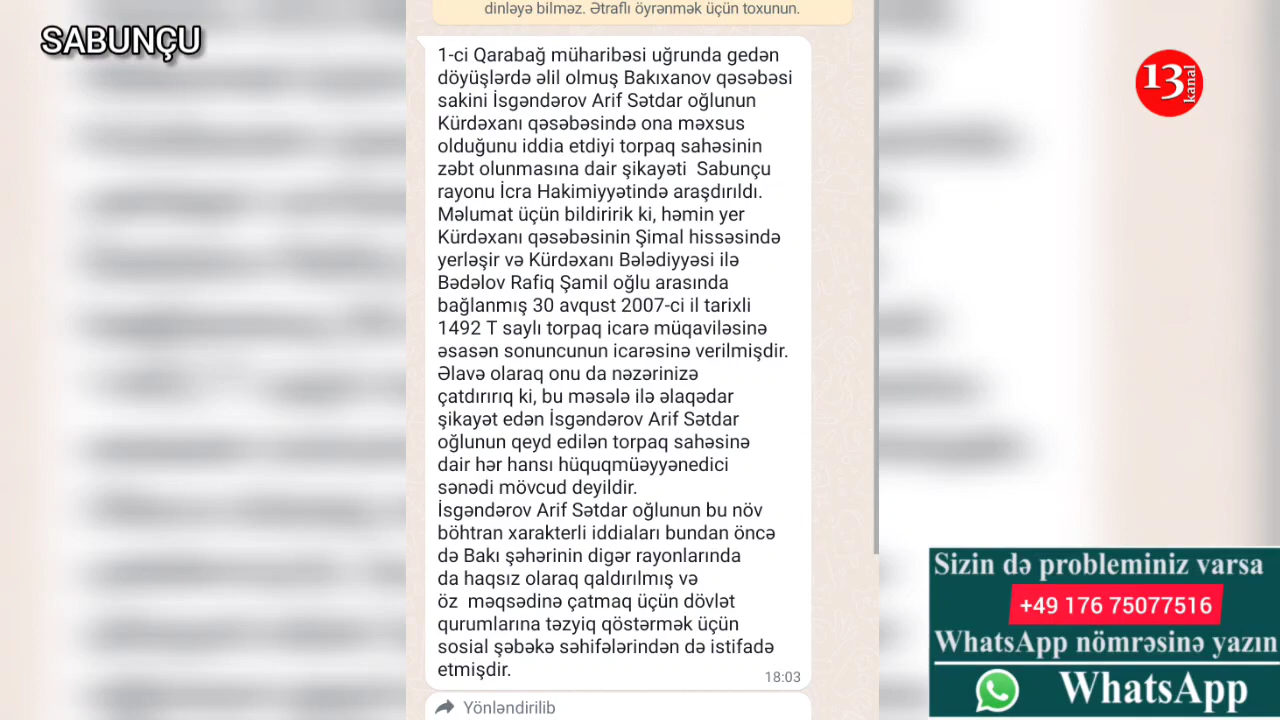 SABUNÇU
dinləyə bilməz. Ətraflı öyrənmək üçün toxunun.
1-ci Qarabağ müharibəsi uğrunda gedən
döyüşlərdə əlil olmuş Bakıxanov qəsəbəsi
sakini İsgəndərov Arif Sətdar oğlunun
Kürdəxanı qəsəbəsində ona məxsus
olduğunu iddia etdiyi torpaq sahəsinin
zəbt olunmasına dair şikayəti  Sabunçu
rayonu İcra Hakimiyyətində araşdırıldı.
Məlumat üçün bildiririk ki, həmin yer
Kürdəxanı qəsəbəsinin Şimal hissəsində
yerləşir və Kürdəxanı Bələdiyyəsi ilə
Bədəlov Rafiq Şamil oğlu arasında
bağlanmış 30 avqust 2007-ci il tarixli
1492 T saylı torpaq icarə müqaviləsinə
əsasən sonuncunun icarəsinə verilmişdir.
Əlavə olaraq onu da nəzərinizə
çatdırırıq ki, bu məsələ ilə əlaqədar
şikayət edən İsgəndərov Arif Sətdar
oğlunun qeyd edilən torpaq sahəsinə
dair hər hansı hüquqmüəyyənedici
sənədi mövcud deyildir.
İsgəndərov Arif Sətdar oğlunun bu növ
böhtran xarakterli iddiaları bundan öncə
də Bakı şəhərinin digər rayonlarında
da haqsız olaraq qaldırılmış və
öz  məqsədinə çatmaq üçün dövlət
qurumlarına təzyiq qöstərmək üçün
sosial şəbəkə səhifələrindən də istifadə
etmişdir.
18:03
Yönləndirilib
13
kanal
Sizin də probleminiz varsa
+49 176 75077516
WhatsApp nömrəsinə yazın
WhatsApp